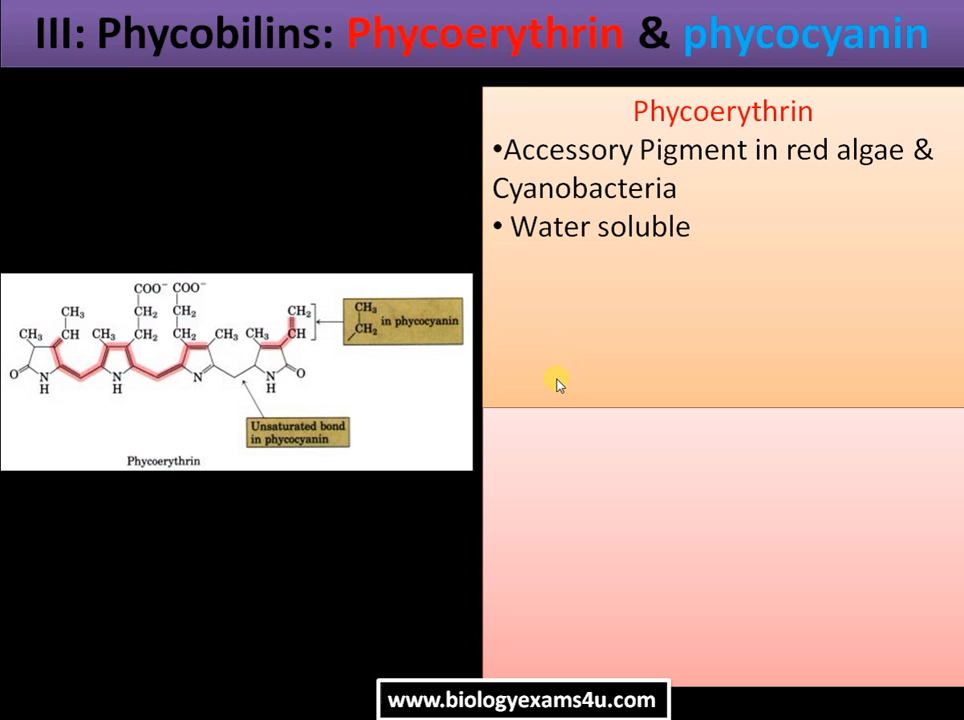 III: Phycobilins: Phycoerythrin & phycocyanin
Phycoerythrin
•Accessory Pigment in red algae &
Cyanobacteria
• Water soluble
COO⁻ COO⁻
CH₃ CH₂ CH₂ CH₂
CH₃ CH CH₃ CH₂ CH₂ CH₃ CH₃ CH
O N N N N O
H H H
CH₃
CH₂ in phycocyanin
Unsaturated bond
in phycocyanin
Phycoerythrin
www.biologyexams4u.com